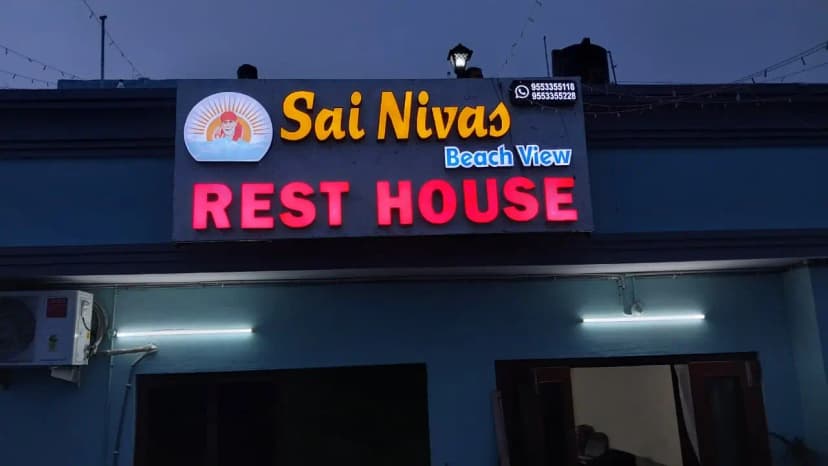 Sai Nivas
9553355118
9553355228
Beach View
REST HOUSE